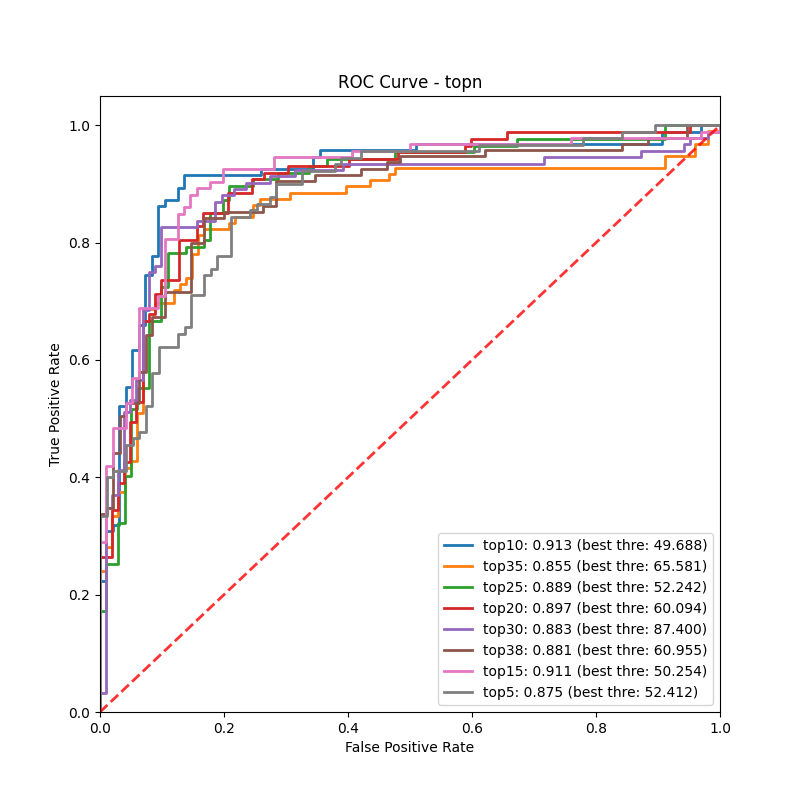 ROC Curve - topn
True Positive Rate
1.0
0.8
0.6
0.4
0.2
0.0
top10: 0.913 (best thre: 49.688)
top35: 0.855 (best thre: 65.581)
top25: 0.889 (best thre: 52.242)
top20: 0.897 (best thre: 60.094)
top30: 0.883 (best thre: 87.400)
top38: 0.881 (best thre: 60.955)
top15: 0.911 (best thre: 50.254)
top5: 0.875 (best thre: 52.412)
0.0 0.2 0.4 0.6 0.8 1.0
False Positive Rate